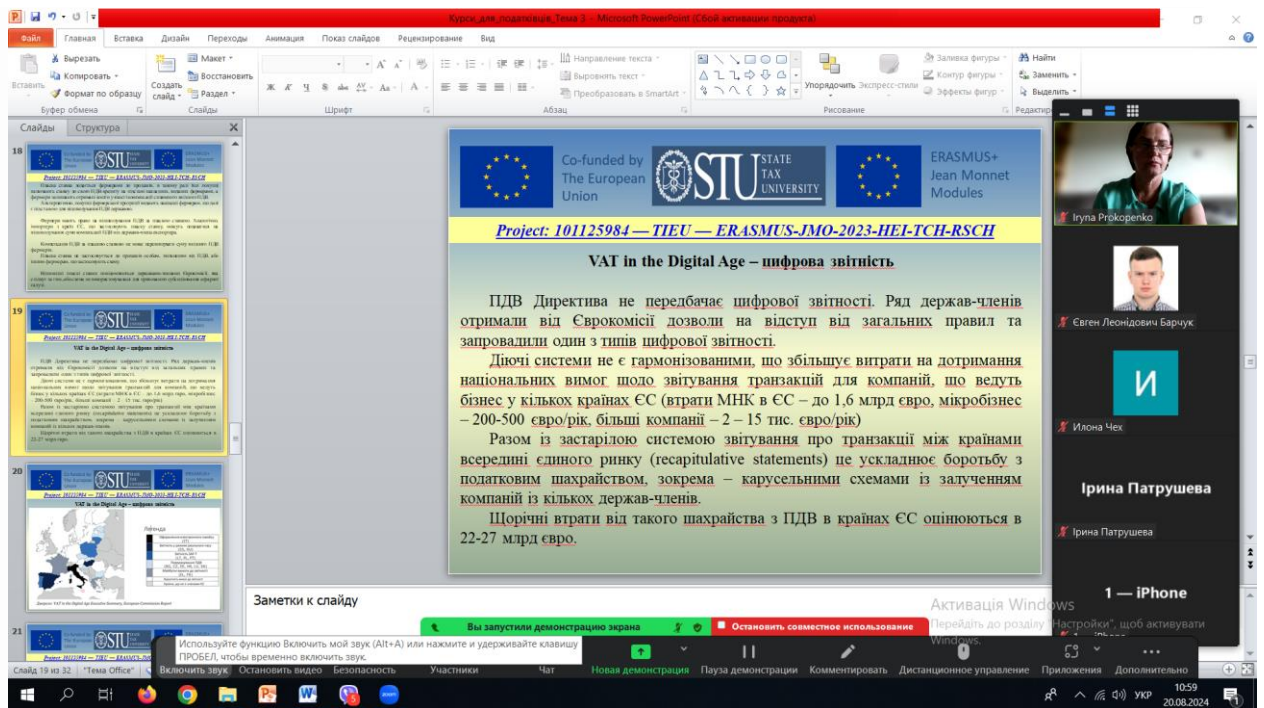 Курси_для_податківців_Тема 3 - Microsoft PowerPoint (Сбой активации продукта)
Файл Главная Вставка Дизайн Переходы Анимация Показ слайдов Рецензирование Вид
Вставить
Вырезать
Копировать
Формат по образцу
Буфер обмена
Создать слайд
Макет
Восстановить
Раздел
Слайды
Шрифт
Направление текста
Выровнять текст
Преобразовать в SmartArt
Абзац
Упорядочить
Экспресс-стили
Заливка фигуры
Контур фигуры
Эффекты фигур
Рисование
Найти
Заменить
Выделить
Слайды Структура
18
19
20
21
Co-funded by
The European
Union
STU
STATE
TAX
UNIVERSITY
ERASMUS+
Jean Monnet
Modules
Project: 101125984 — TIEU — ERASMUS-JMO-2023-HEI-TCH-RSCH
VAT in the Digital Age – цифрова звітність
ПДВ Директива не передбачає цифрової звітності. Ряд держав-членів
отримали від Єврокомісії дозволи на відступ від загальних правил та
запровадили один з типів цифрової звітності.
Діючі системи не є гармонізованими, що збільшує витрати на дотримання
національних вимог щодо звітування транзакцій для компаній, що ведуть
бізнес у кількох країнах ЄС (втрати МНК в ЄС – до 1,6 млрд євро, мікробізнес
– 200-500 євро/рік, більші компанії – 2 – 15 тис. євро/рік)
Разом із застарілою системою звітування про транзакції між країнами
всередині єдиного ринку (recapitulative statements) це ускладнює боротьбу з
податковим шахрайством, зокрема – карусельними схемами із залученням
компаній із кількох держав-членів.
Щорічні втрати від такого шахрайства з ПДВ в країнах ЄС оцінюються в
22-27 млрд євро.
Iryna Prokopenko
Євген Леонідович Барчук
И
Илона Чех
Ірина Патрушева
Ірина Патрушева
1 — iPhone
Заметки к слайду
Активація Windows
Перейдіть до розділу "Настройки", щоб активувати
Windows.
Вы запустили демонстрацию экрана
Остановить совместное использование
Используйте функцию Включить мой звук (Alt+A) или нажмите и удерживайте клавишу
ПРОБЕЛ, чтобы временно включить звук.
Включить звук Остановить видео Безопасность Участники Чат Новая демонстрация Пауза демонстрации Комментировать Дистанционное управление Приложения Дополнительно
Слайд 19 из 32 "Тема Office"
УКР
10:59
20.08.2024